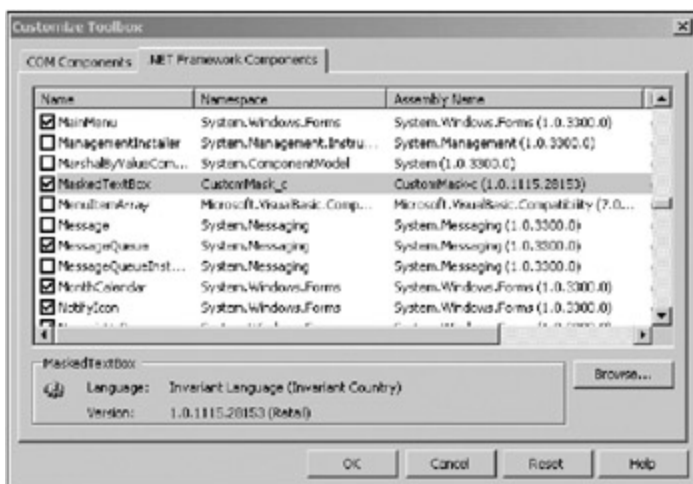 Customize Toolbox
COM Components .NET Framework Components
Name Namespace Assembly Name
MainMenu System.Windows.Forms System.Windows.Forms (1.0.3300.0)
ManagementInstaller System.Management.Instru... System.Management (1.0.3300.0)
MarshalByValueCom... System.ComponentModel System (1.0.3300.0)
MaskedTextBox CustomMask_c CustomMask-c (1.0.1115.28153)
MenuItemArray Microsoft.VisualBasic.Comp... Microsoft.VisualBasic.Compatibility (7.0...
Message System.Messaging System.Messaging (1.0.3300.0)
MessageQueue System.Messaging System.Messaging (1.0.3300.0)
MessageQueueInst... System.Messaging System.Messaging (1.0.3300.0)
MonthCalendar System.Windows.Forms System.Windows.Forms (1.0.3300.0)
NotifyIcon System.Windows.Forms System.Windows.Forms (1.0.3300.0)
MaskedTextBox
Language: Invariant Language (Invariant Country)
Version: 1.0.1115.28153 (Retail)
Browse...
OK Cancel Reset Help